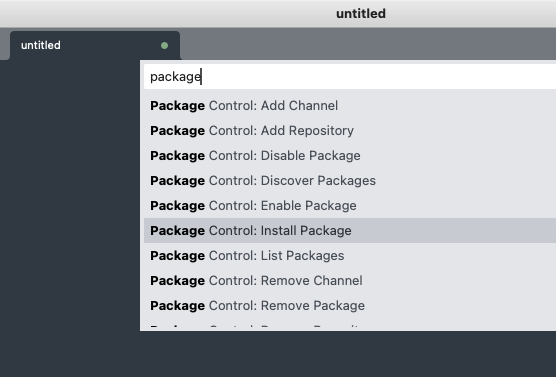 untitled
untitled
package
Package Control: Add Channel
Package Control: Add Repository
Package Control: Disable Package
Package Control: Discover Packages
Package Control: Enable Package
Package Control: Install Package
Package Control: List Packages
Package Control: Remove Channel
Package Control: Remove Package